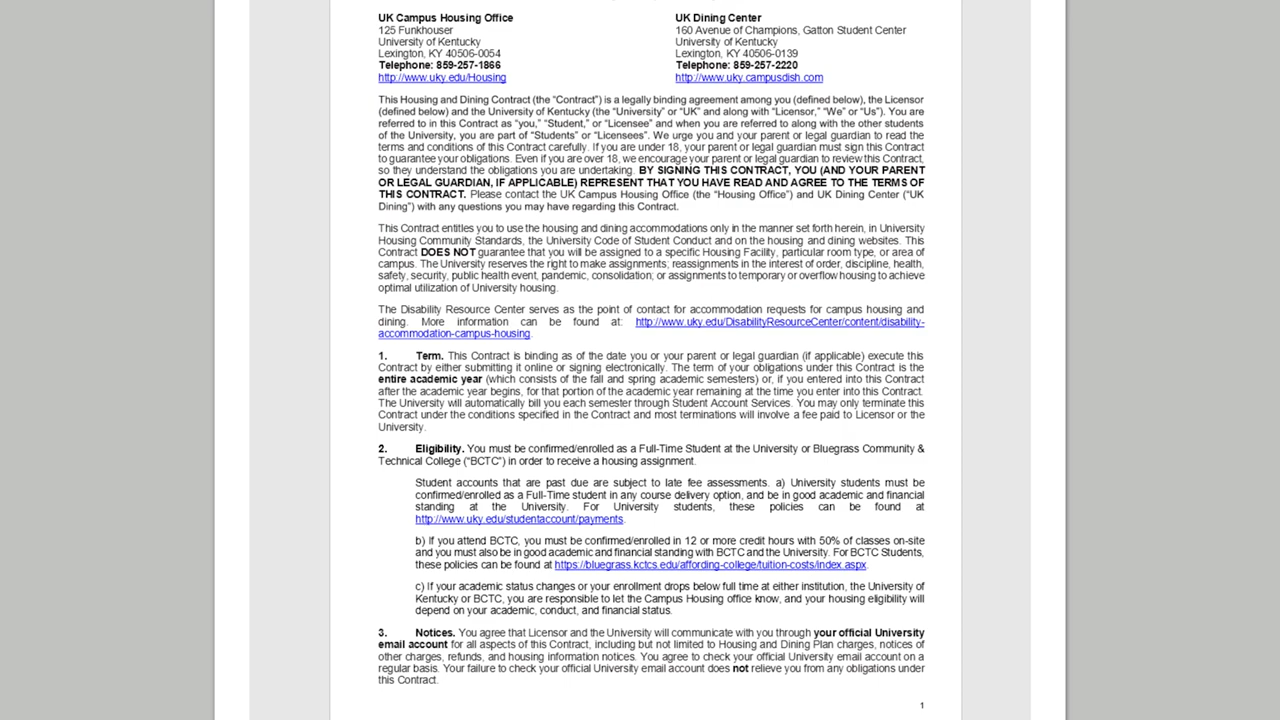 UK Campus Housing Office
125 Funkhouser
University of Kentucky
Lexington, KY 40506-0054
Telephone: 859-257-1866
http://www.uky.edu/Housing
UK Dining Center
160 Avenue of Champions, Gatton Student Center
University of Kentucky
Lexington, KY 40506-0139
Telephone: 859-257-2220
http://www.uky.campusdish.com
This Housing and Dining Contract (the “Contract”) is a legally binding agreement among you (defined below), the Licensor
(defined below) and the University of Kentucky (the “University” or “UK” and along with “Licensor,” “We” or “Us”). You are
referred to in this Contract as “you,” “Student,” or “Licensee” and when you are referred to along with the other students
of the University, you are part of “Students” or “Licensees”. We urge you and your parent or legal guardian to read the
terms and conditions of this Contract carefully. If you are under 18, your parent or legal guardian must sign this Contract
to guarantee your obligations. Even if you are over 18, we encourage your parent or legal guardian to review this Contract,
so they understand the obligations you are undertaking. BY SIGNING THIS CONTRACT, YOU (AND YOUR PARENT
OR LEGAL GUARDIAN, IF APPLICABLE) REPRESENT THAT YOU HAVE READ AND AGREE TO THE TERMS OF
THIS CONTRACT. Please contact the UK Campus Housing Office (the “Housing Office”) and UK Dining Center (“UK
Dining”) with any questions you may have regarding this Contract.
This Contract entitles you to use the housing and dining accommodations only in the manner set forth herein, in University
Housing Community Standards, the University Code of Student Conduct and on the housing and dining websites. This
Contract DOES NOT guarantee that you will be assigned to a specific Housing Facility, particular room type, or area of
campus. The University reserves the right to make assignments; reassignments in the interest of order, discipline, health,
safety, security, public health event, pandemic, consolidation; or assignments to temporary or overflow housing to achieve
optimal utilization of University housing.
The Disability Resource Center serves as the point of contact for accommodation requests for campus housing and
dining. More information can be found at: http://www.uky.edu/DisabilityResourceCenter/content/disability-
accommodation-campus-housing.
1. Term. This Contract is binding as of the date you or your parent or legal guardian (if applicable) execute this
Contract by either submitting it online or signing electronically. The term of your obligations under this Contract is the
entire academic year (which consists of the fall and spring academic semesters) or, if you entered into this Contract
after the academic year begins, for that portion of the academic year remaining at the time you enter into this Contract.
The University will automatically bill you each semester through Student Account Services. You may only terminate this
Contract under the conditions specified in the Contract and most terminations will involve a fee paid to Licensor or the
University.
2. Eligibility. You must be confirmed/enrolled as a Full-Time Student at the University or Bluegrass Community &
Technical College (“BCTC”) in order to receive a housing assignment.
Student accounts that are past due are subject to late fee assessments. a) University students must be
confirmed/enrolled as a Full-Time student in any course delivery option, and be in good academic and financial
standing at the University. For University students, these policies can be found at
http://www.uky.edu/studentaccount/payments.
b) If you attend BCTC, you must be confirmed/enrolled in 12 or more credit hours with 50% of classes on-site
and you must also be in good academic and financial standing with BCTC and the University. For BCTC Students,
these policies can be found at https://bluegrass.kctcs.edu/affording-college/tuition-costs/index.aspx.
c) If your academic status changes or your enrollment drops below full time at either institution, the University of
Kentucky or BCTC, you are responsible to let the Campus Housing office know, and your housing eligibility will
depend on your academic, conduct, and financial status.
3. Notices. You agree that Licensor and the University will communicate with you through your official University
email account for all aspects of this Contract, including but not limited to Housing and Dining Plan charges, notices of
other charges, refunds, and housing information notices. You agree to check your official University email account on a
regular basis. Your failure to check your official University email account does not relieve you from any obligations under
this Contract.
1